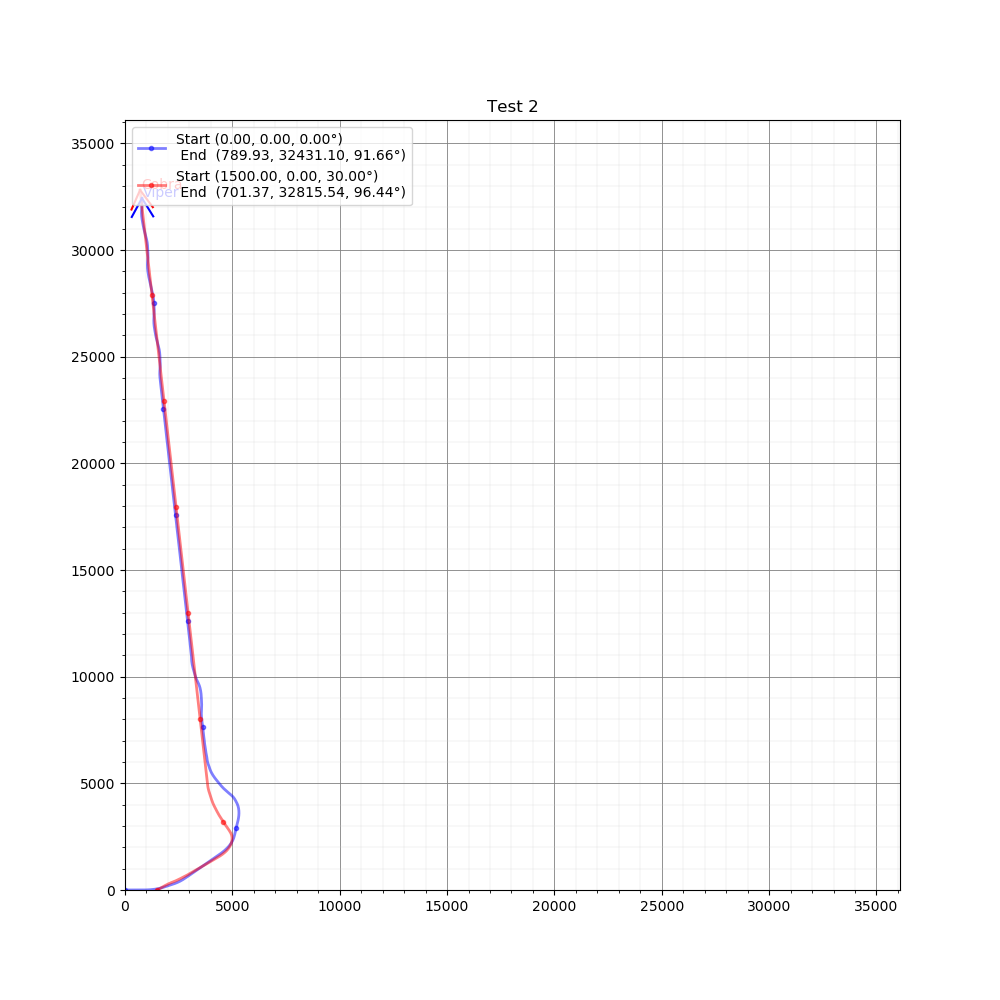 Test 2
Start (0.00, 0.00, 0.00°)
End (789.93, 32431.10, 91.66°)
Start (1500.00, 0.00, 30.00°)
End (701.37, 32815.54, 96.44°)
Cobra
Viper
35000
30000
25000
20000
15000
10000
5000
0
0 5000 10000 15000 20000 25000 30000 35000